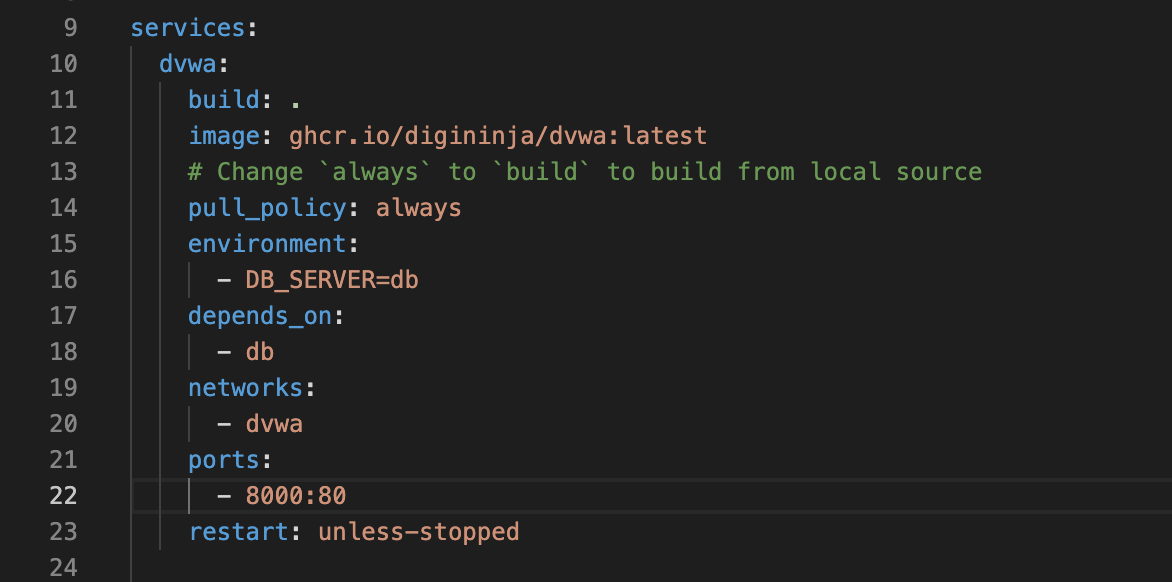 9 services:
10   dvwa:
11     build: .
12     image: ghcr.io/digininja/dvwa:latest
13     # Change `always` to `build` to build from local source
14     pull_policy: always
15     environment:
16       - DB_SERVER=db
17     depends_on:
18       - db
19     networks:
20       - dvwa
21     ports:
22       - 8000:80
23     restart: unless-stopped
24